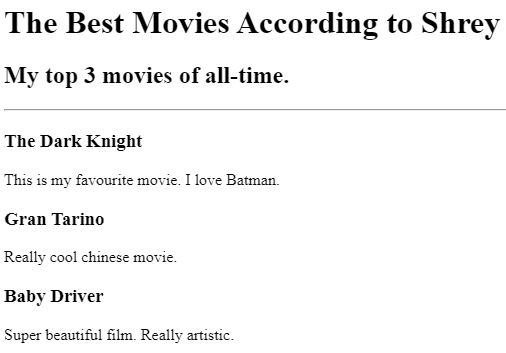 The Best Movies According to Shrey
My top 3 movies of all-time.
The Dark Knight
This is my favourite movie. I love Batman.
Gran Tarino
Really cool chinese movie.
Baby Driver
Super beautiful film. Really artistic.